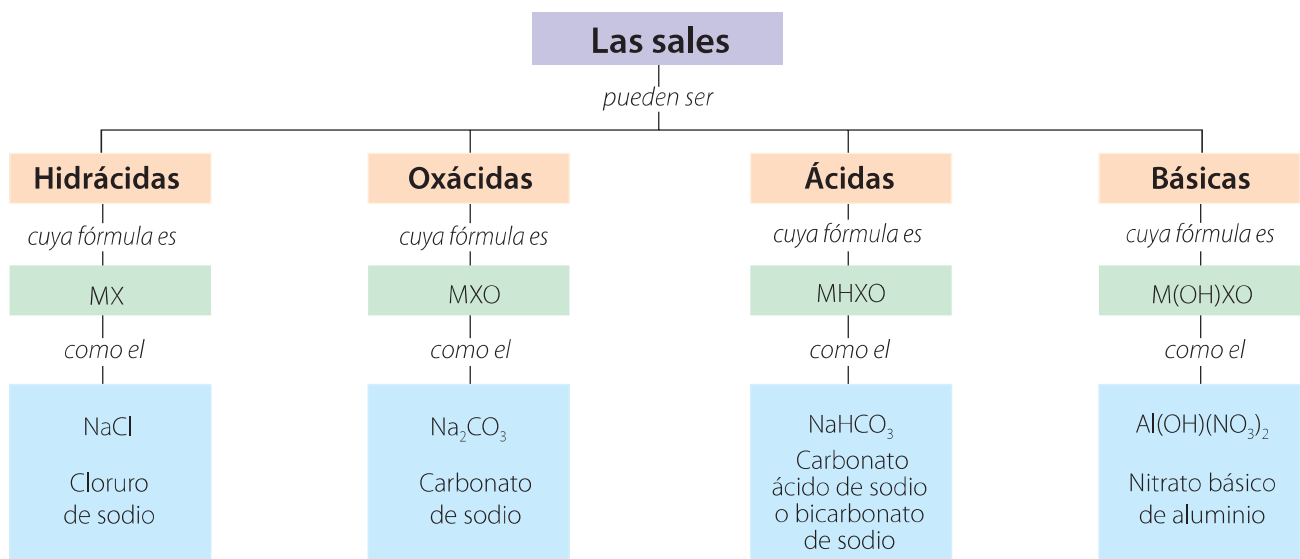 Las sales
pueden ser
Hidrácidas
Oxácidas
Ácidas
Básicas
cuya fórmula es
cuya fórmula es
cuya fórmula es
cuya fórmula es
MX
MXO
MHXO
M(OH)XO
como el
como el
como el
como el
NaCl
Cloruro
de sodio
Na₂CO₃
Carbonato
de sodio
NaHCO₃
Carbonato
ácido de sodio
o bicarbonato
de sodio
Al(OH)(NO₃)₂
Nitrato básico
de aluminio